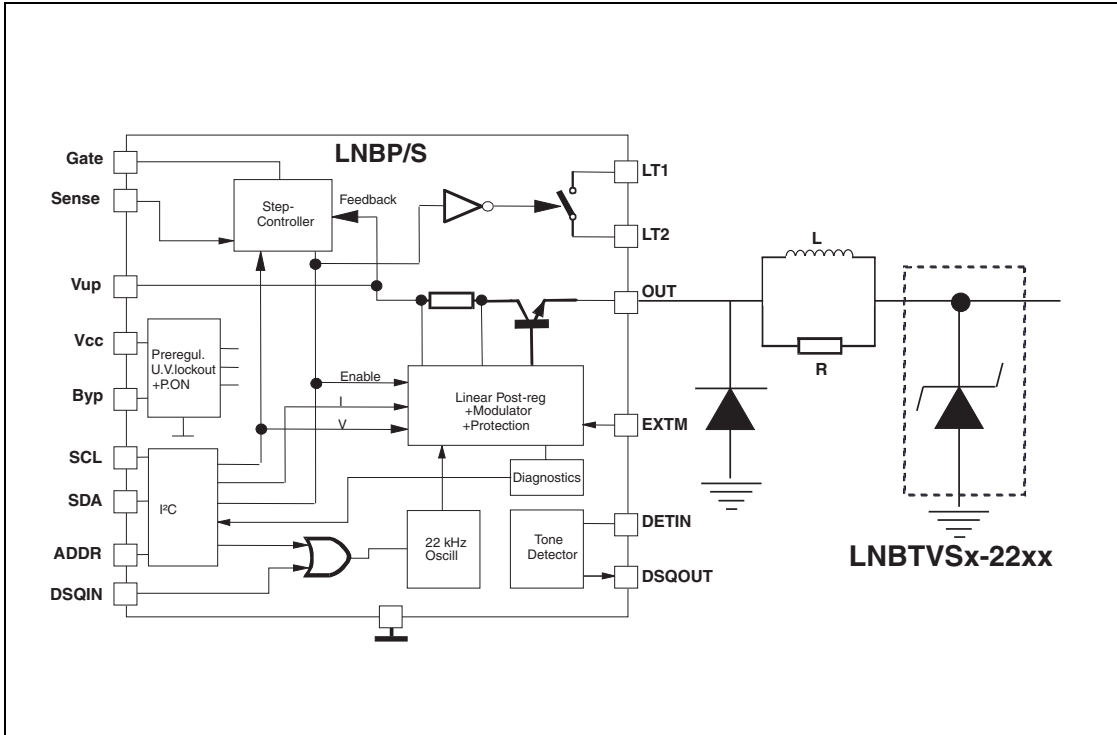 LNBP/S
Gate
Sense
Vup
Vcc
Byp
SCL
SDA
ADDR
DSQIN
Step-
Controller
Feedback
Preregul.
U.V.lockout
+P.ON
Enable
I
V
Linear Post-reg
+Modulator
+Protection
Diagnostics
I²C
22 kHz
Oscill
Tone
Detector
LT1
LT2
OUT
EXTM
DETIN
DSQOUT
L
R
LNBTVSx-22xx